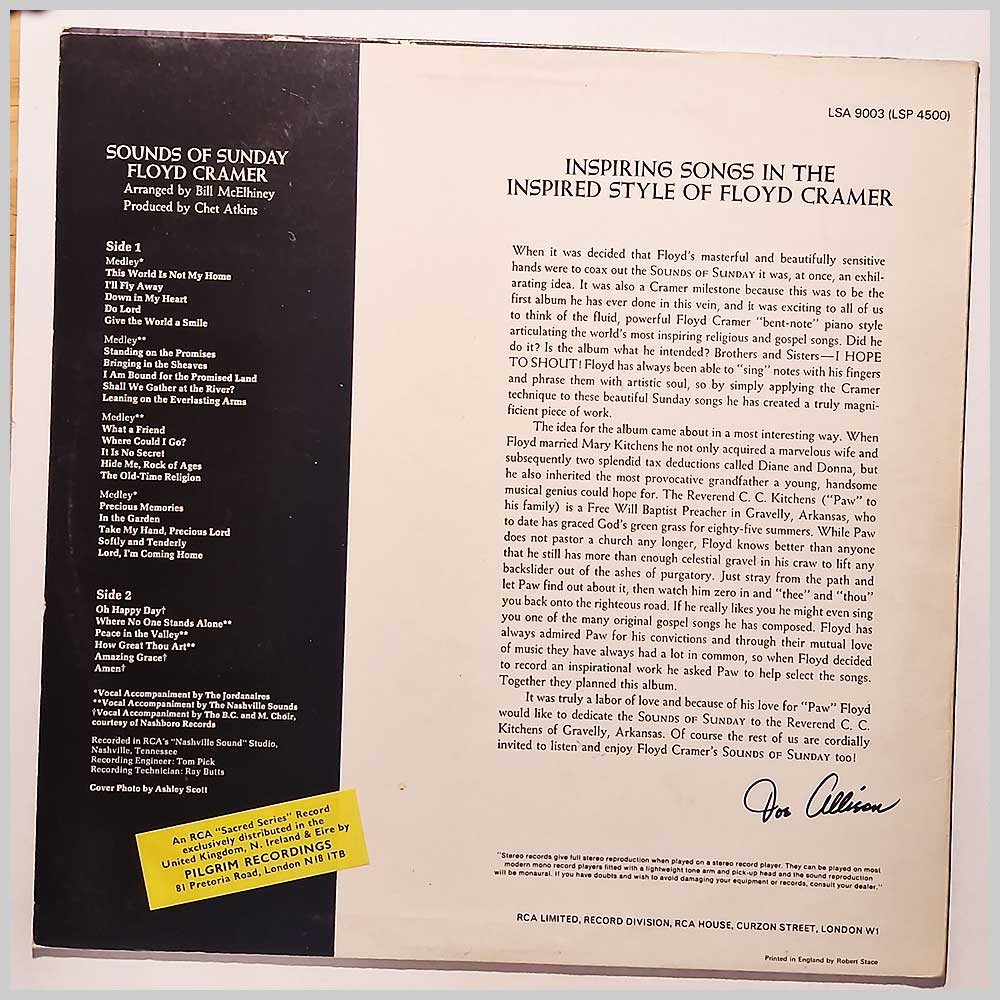 LSA 9003 (LSP 4500)
SOUNDS OF SUNDAY
FLOYD CRAMER
Arranged by Bill McElhiney
Produced by Chet Atkins
Side 1
Medley*
This World Is Not My Home
I'll Fly Away
Down in My Heart
Do Lord
Give the World a Smile
Medley**
Standing on the Promises
Bringing in the Sheaves
I Am Bound for the Promised Land
Shall We Gather at the River?
Leaning on the Everlasting Arms
Medley**
What a Friend
Where Could I Go?
It Is No Secret
Hide Me, Rock of Ages
The Old-Time Religion
Medley*
Precious Memories
In the Garden
Take My Hand, Precious Lord
Softly and Tenderly
Lord, I'm Coming Home
Side 2
Oh Happy Day†
Where No One Stands Alone**
Peace in the Valley**
How Great Thou Art**
Amazing Grace†
Amen†
*Vocal Accompaniment by The Jordanaires
**Vocal Accompaniment by The Nashville Sounds
†Vocal Accompaniment by The B.C. and M. Choir,
courtesy of Nashboro Records
Recorded in RCA's "Nashville Sound" Studio,
Nashville, Tennessee
Recording Engineer: Tom Pick
Recording Technician: Ray Butts
Cover Photo by Ashley Scott
An RCA "Sacred Series" Record
exclusively distributed in the
United Kingdom, N. Ireland & Eire by
PILGRIM RECORDINGS
81 Pretoria Road, London N18 1TB
INSPIRING SONGS IN THE
INSPIRED STYLE OF FLOYD CRAMER
When it was decided that Floyd's masterful and beautifully sensitive
hands were to coax out the SOUNDS OF SUNDAY it was, at once, an exhil-
arating idea. It was also a Cramer milestone because this was to be the
first album he has ever done in this vein, and it was exciting to all of us
to think of the fluid, powerful Floyd Cramer "bent-note" piano style
articulating the world's most inspiring religious and gospel songs. Did he
do it? Is the album what he intended? Brothers and Sisters—I HOPE
TO SHOUT! Floyd has always been able to "sing" notes with his fingers
and phrase them with artistic soul, so by simply applying the Cramer
technique to these beautiful Sunday songs he has created a truly magni-
ficient piece of work.
The idea for the album came about in a most interesting way. When
Floyd married Mary Kitchens he not only acquired a marvelous wife and
subsequently two splendid tax deductions called Diane and Donna, but
he also inherited the most provocative grandfather a young, handsome
musical genius could hope for. The Reverend C. C. Kitchens ("Paw" to
his family) is a Free Will Baptist Preacher in Gravelly, Arkansas, who
to date has graced God's green grass for eighty-five summers. While Paw
does not pastor a church any longer, Floyd knows better than anyone
that he still has more than enough celestial gravel in his craw to lift any
backslider out of the ashes of purgatory. Just stray from the path and
let Paw find out about it, then watch him zero in and "thee" and "thou"
you back onto the righteous road. If he really likes you he might even sing
you one of the many original gospel songs he has composed. Floyd has
always admired Paw for his convictions and through their mutual love
of music they have always had a lot in common, so when Floyd decided
to record an inspirational work he asked Paw to help select the songs.
Together they planned this album.
It was truly a labor of love and because of his love for "Paw" Floyd
would like to dedicate the SOUNDS OF SUNDAY to the Reverend C. C.
Kitchens of Gravelly, Arkansas. Of course the rest of us are cordially
invited to listen and enjoy Floyd Cramer's SOUNDS OF SUNDAY too!
Joe Allison
"Stereo records give full stereo reproduction when played on a stereo record player. They can be played on most
modern mono record players fitted with a lightweight tone arm and pick-up head and the sound reproduction
will be monaural. If you have doubts and wish to avoid damaging your equipment or records, consult your dealer."
RCA LIMITED, RECORD DIVISION, RCA HOUSE, CURZON STREET, LONDON W1
Printed in England by Robert Stace